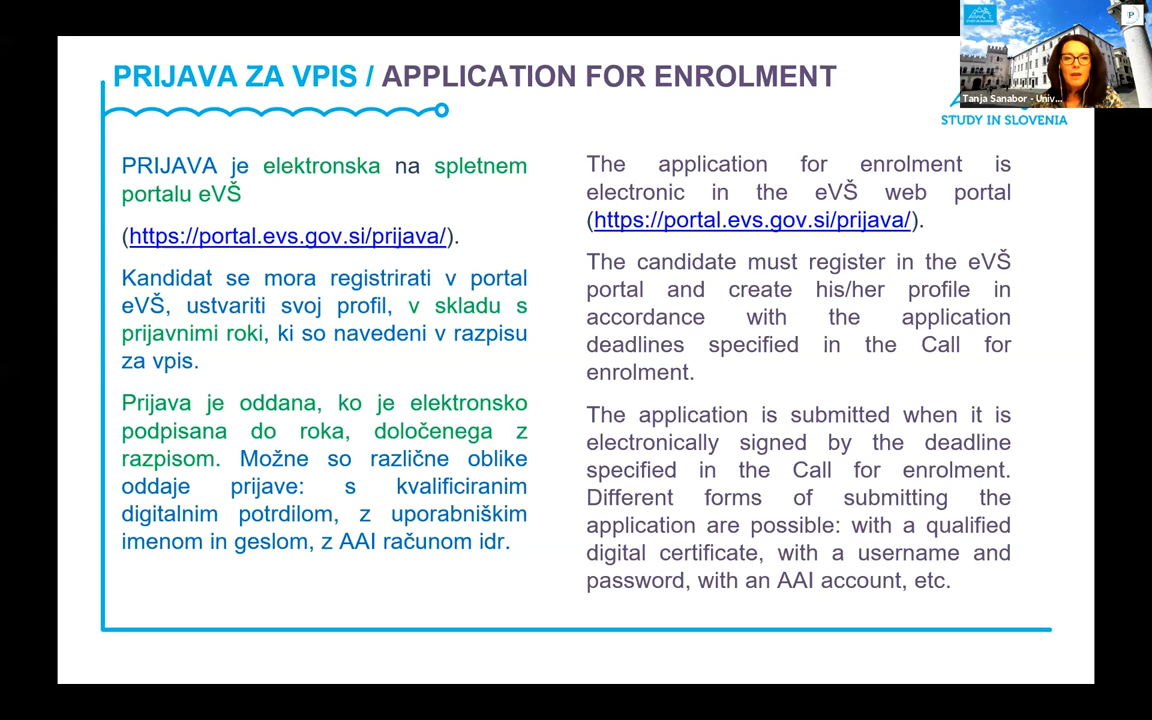 PRIJAVA ZA VPIS / APPLICATION FOR ENROLMENT
PRIJAVA je elektronska na spletnem
portalu eVŠ
(https://portal.evs.gov.si/prijava/).
Kandidat se mora registrirati v portal
eVŠ, ustvariti svoj profil, v skladu s
prijavnimi roki, ki so navedeni v razpisu
za vpis.
Prijava je oddana, ko je elektronsko
podpisana do roka, določenega z
razpisom. Možne so različne oblike
oddaje prijave: s kvalificiranim
digitalnim potrdilom, z uporabniškim
imenom in geslom, z AAI računom idr.
The application for enrolment is
electronic in the eVŠ web portal
(https://portal.evs.gov.si/prijava/).
The candidate must register in the eVŠ
portal and create his/her profile in
accordance with the application
deadlines specified in the Call for
enrolment.
The application is submitted when it is
electronically signed by the deadline
specified in the Call for enrolment.
Different forms of submitting the
application are possible: with a qualified
digital certificate, with a username and
password, with an AAI account, etc.
Tanja Sanabor - Univ...
STUDY IN SLOVENIA